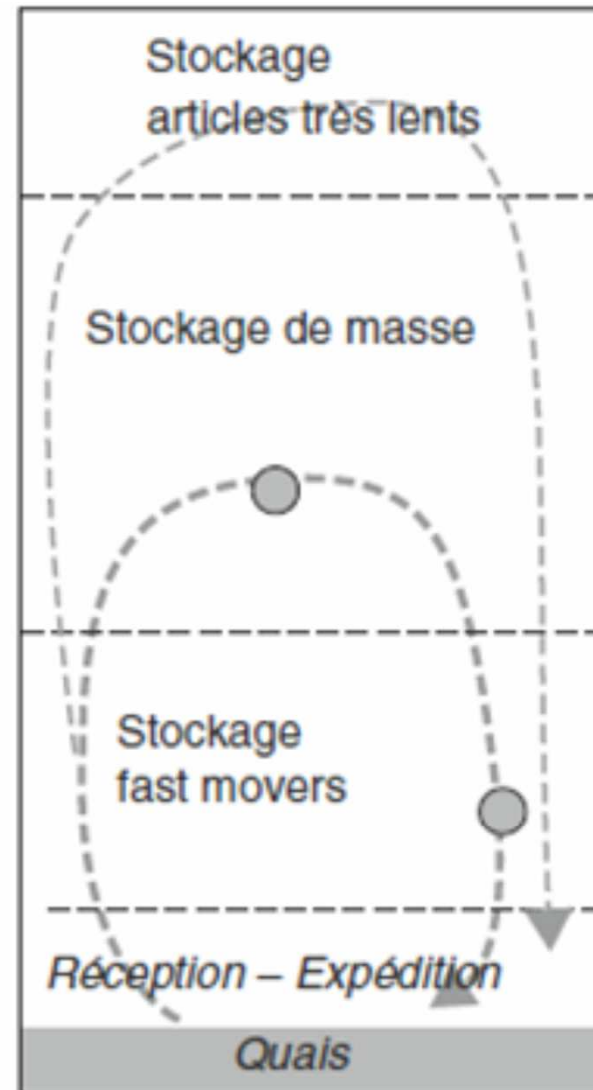 Stockage
articles très lents
Stockage de masse
Stockage
fast movers
Réception – Expédition
Quais